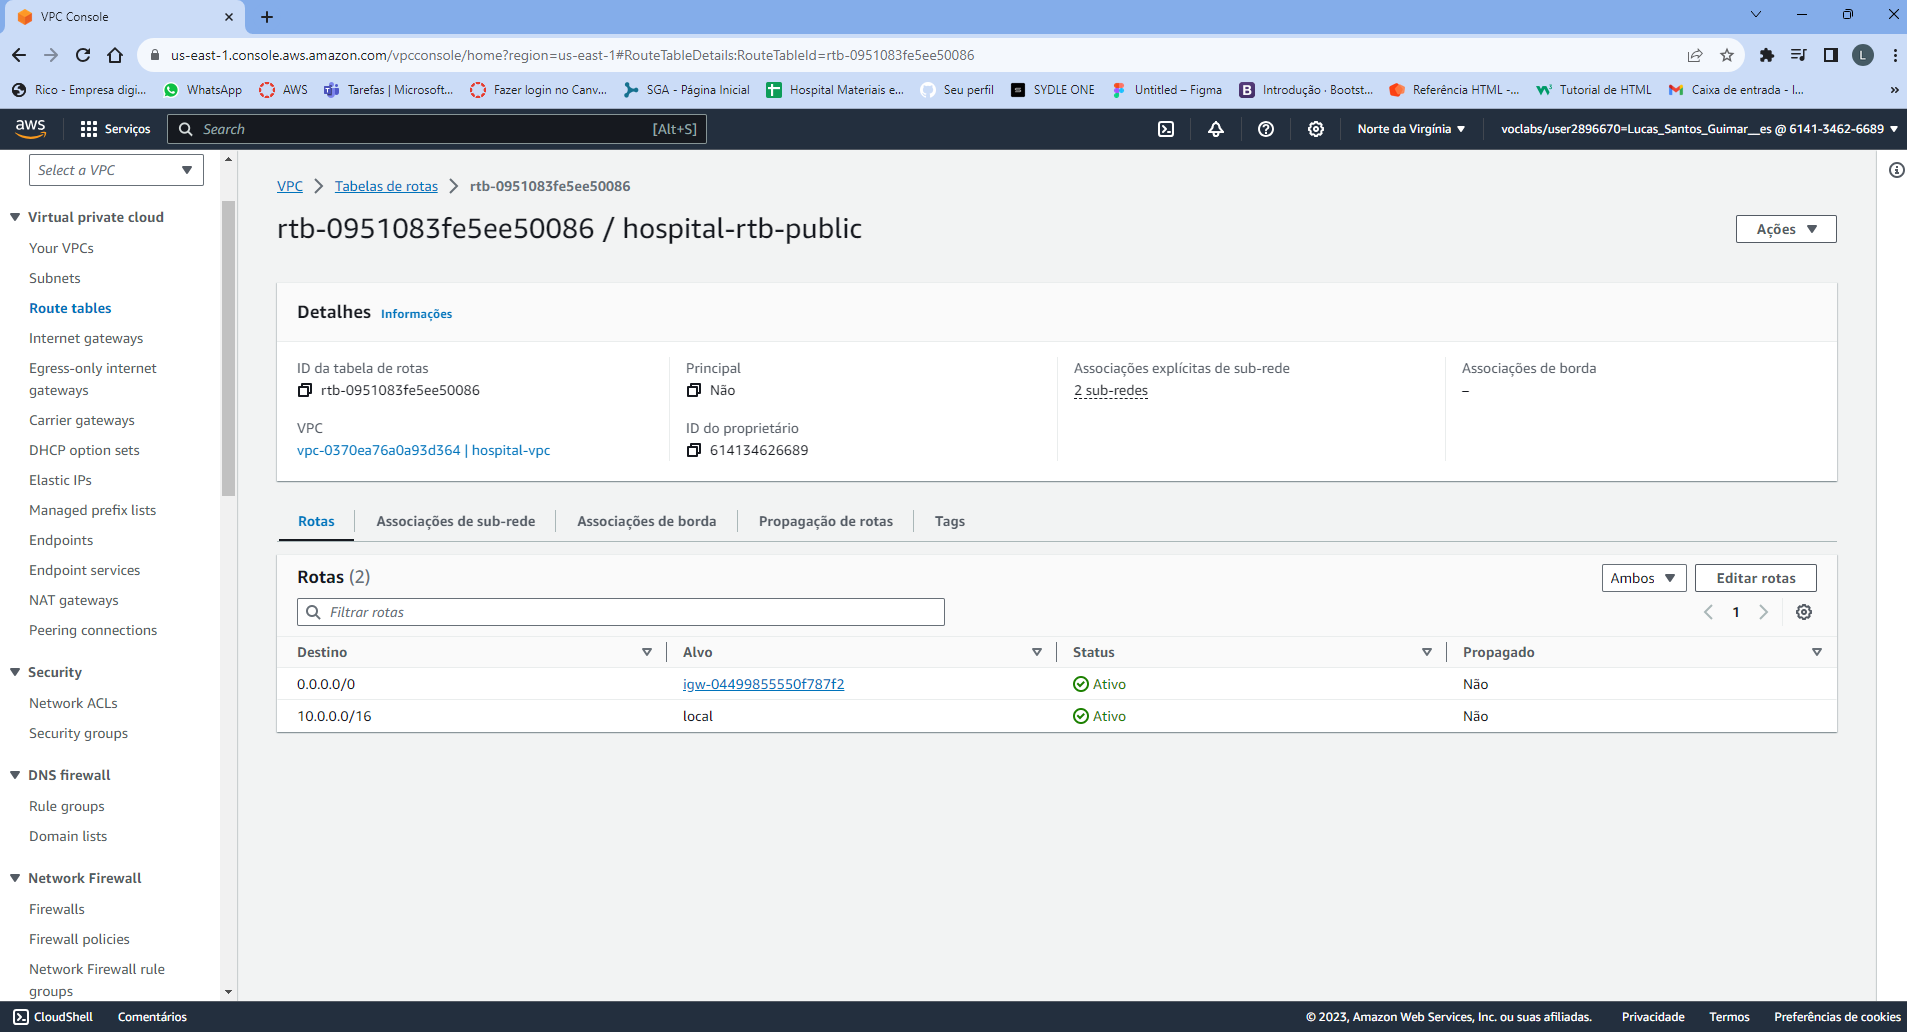 VPC Console
us-east-1.console.aws.amazon.com/vpcconsole/home?region=us-east-1#RouteTableDetails:RouteTableId=rtb-0951083fe5ee50086
L
Rico - Empresa digi...
WhatsApp
AWS
Tarefas | Microsoft...
Fazer login no Canv...
SGA - Página Inicial
Hospital Materiais e...
Seu perfil
SYDLE ONE
Untitled – Figma
Introdução · Bootst...
Referência HTML -...
Tutorial de HTML
Caixa de entrada - l...
»
aws
Serviços
Search
[Alt+S]
Norte da Virgínia
voclabs/user2896670=Lucas_Santos_Guimar__es @ 6141-3462-6689
Select a VPC
Virtual private cloud
Your VPCs
Subnets
Route tables
Internet gateways
Egress-only internet
gateways
Carrier gateways
DHCP option sets
Elastic IPs
Managed prefix lists
Endpoints
Endpoint services
NAT gateways
Peering connections
Security
Network ACLs
Security groups
DNS firewall
Rule groups
Domain lists
Network Firewall
Firewalls
Firewall policies
Network Firewall rule
groups
VPC
Tabelas de rotas
rtb-0951083fe5ee50086
rtb-0951083fe5ee50086 / hospital-rtb-public
Ações
Detalhes Informações
ID da tabela de rotas
rtb-0951083fe5ee50086
Principal
Não
Associações explícitas de sub-rede
2 sub-redes
Associações de borda
–
VPC
vpc-0370ea76a0a93d364 | hospital-vpc
ID do proprietário
614134626689
Rotas
Associações de sub-rede
Associações de borda
Propagação de rotas
Tags
Rotas (2)
Ambos
Editar rotas
Filtrar rotas
1
Destino Alvo Status Propagado
0.0.0.0/0 igw-04499855550f787f2 Ativo Não
10.0.0.0/16 local Ativo Não
CloudShell
Comentários
© 2023, Amazon Web Services, Inc. ou suas afiliadas.
Privacidade
Termos
Preferências de cookies